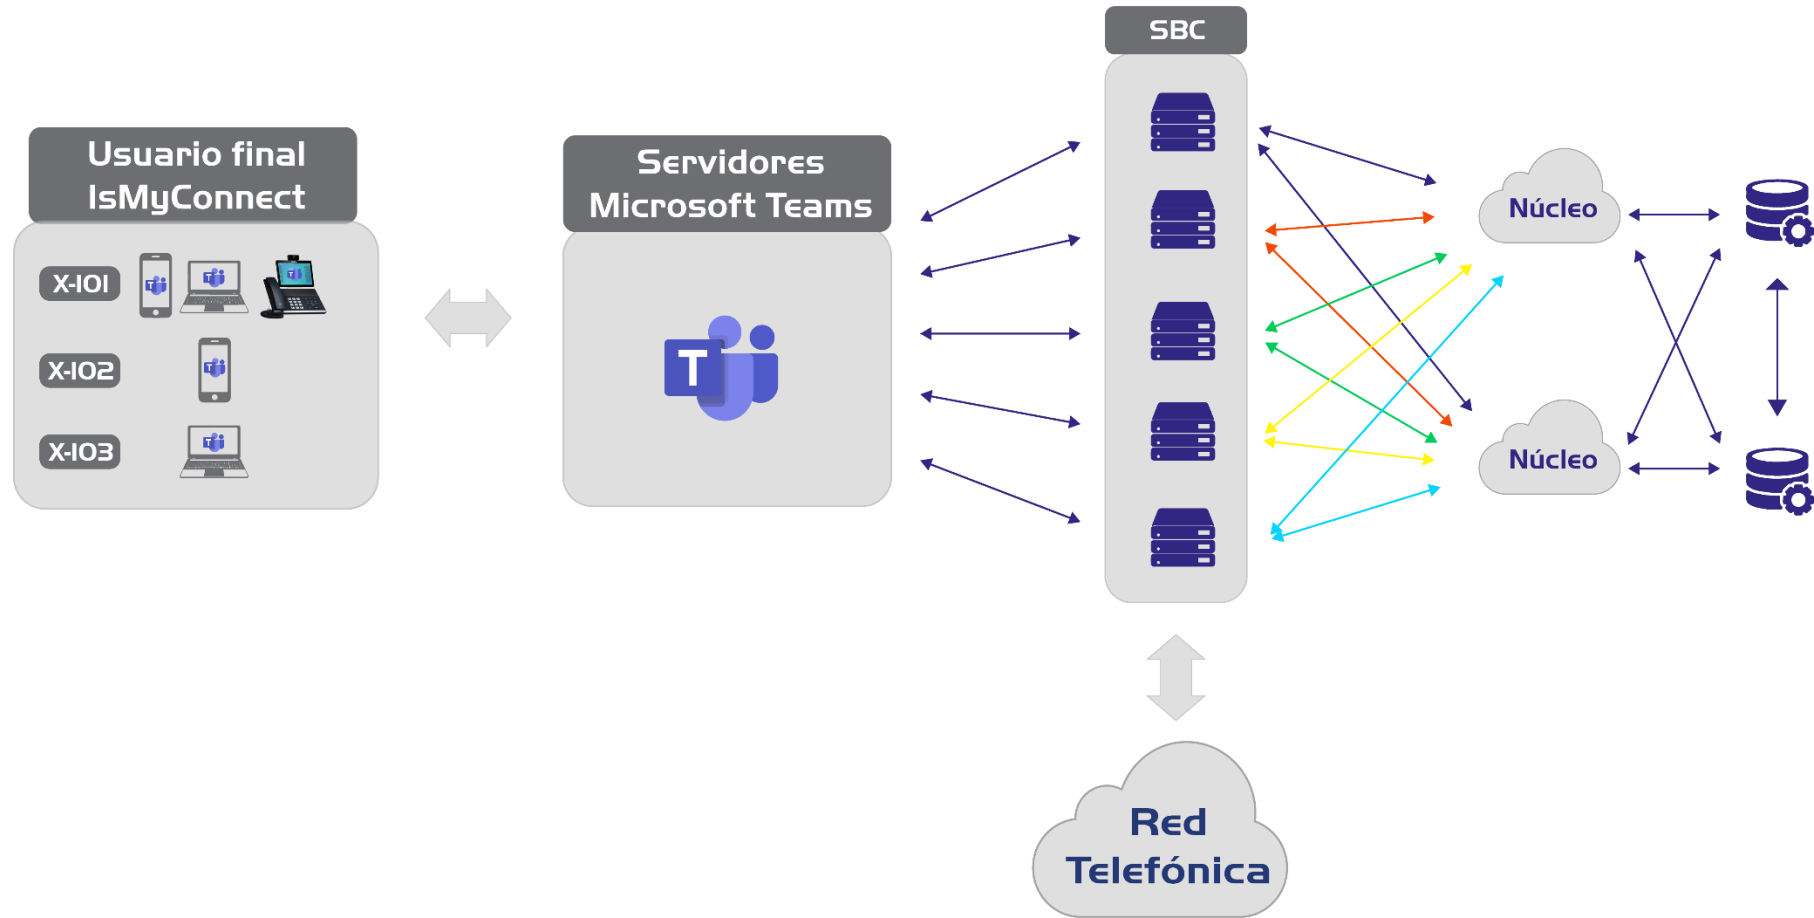 SBC
Usuario final
IsMyConnect
Servidores
Microsoft Teams
X-101
X-102
X-103
T
Núcleo
Núcleo
Red
Telefónica